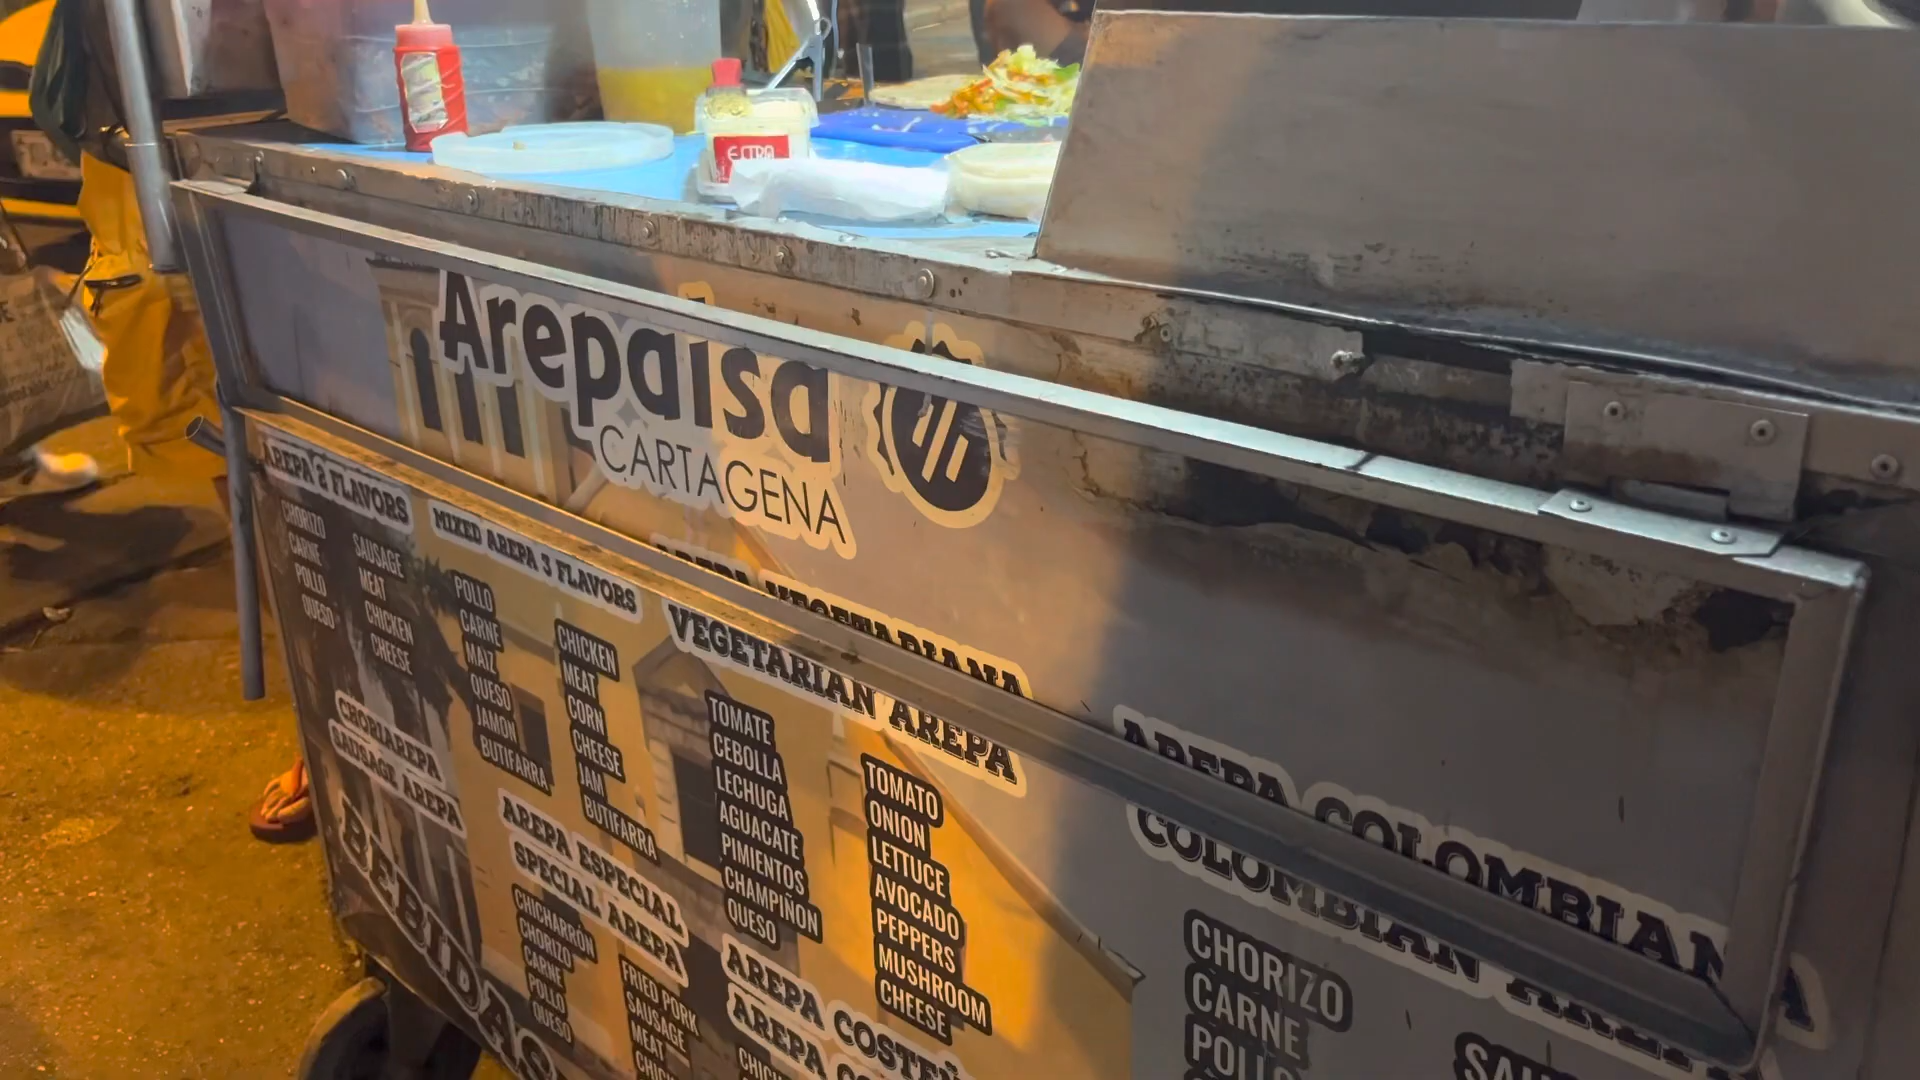 Arepaisa
CARTAGENA
AREPA 2 FLAVORS
CHORIZO
CARNE
POLLO
QUESO
SAUSAGE
MEAT
CHICKEN
CHEESE
CHORIAREPA
SAUSAGE AREPA
BEBIDAS
MIXED AREPA 3 FLAVORS
POLLO
CARNE
MAIZ
QUESO
JAMON
BUTIFARRA
CHICKEN
MEAT
CORN
CHEESE
JAM
BUTIFARRA
AREPA ESPECIAL
SPECIAL AREPA
CHICHARRÓN
CHORIZO
CARNE
POLLO
QUESO
FRIED PORK
SAUSAGE
MEAT
AREPA VEGETARIANA
VEGETARIAN AREPA
TOMATE
CEBOLLA
LECHUGA
AGUACATE
PIMIENTOS
CHAMPIÑON
QUESO
TOMATO
ONION
LETTUCE
AVOCADO
PEPPERS
MUSHROOM
CHEESE
AREPA
AREPA
AREPA COLOMBIANA
COLOMBIAN AREPA
CHORIZO
CARNE
POLLO